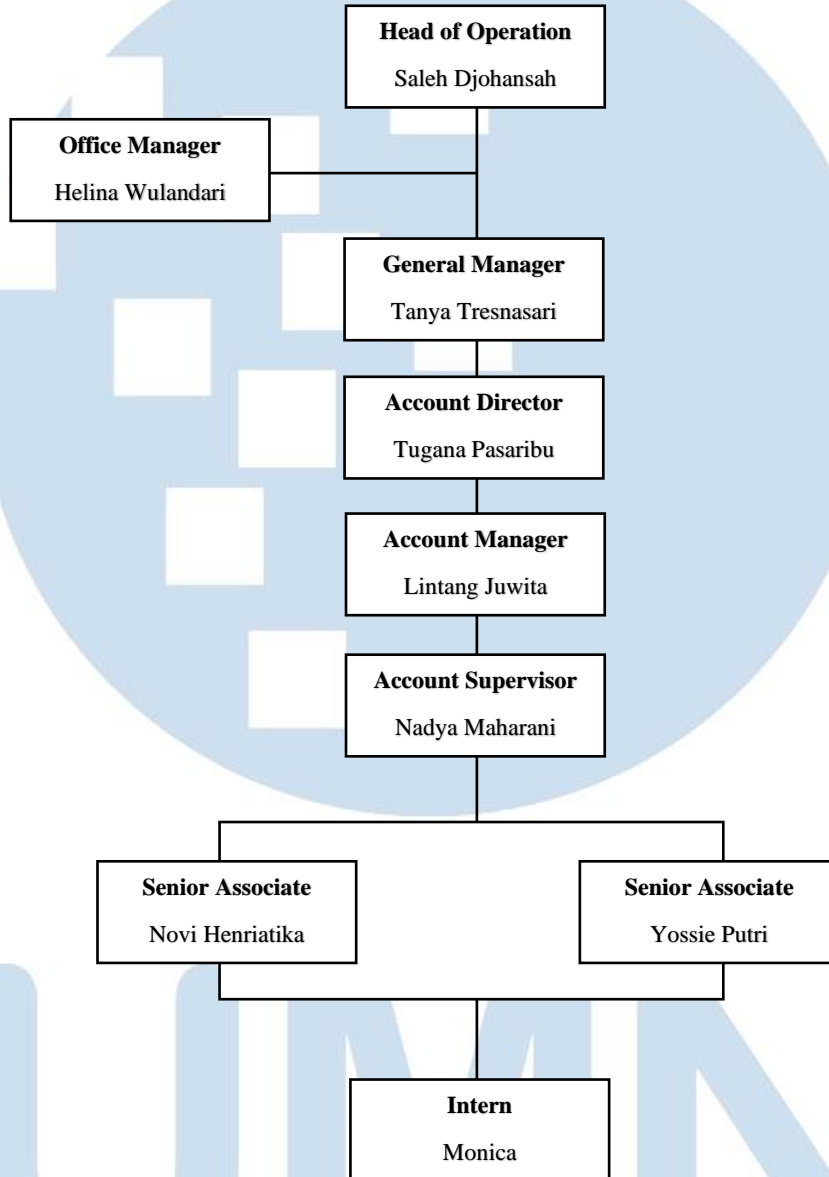 Head of Operation
Saleh Djohansah
Office Manager
Helina Wulandari
General Manager
Tanya Tresnasari
Account Director
Tugana Pasaribu
Account Manager
Lintang Juwita
Account Supervisor
Nadya Maharani
Senior Associate
Novi Henriatika
Senior Associate
Yossie Putri
Intern
Monica
UMN